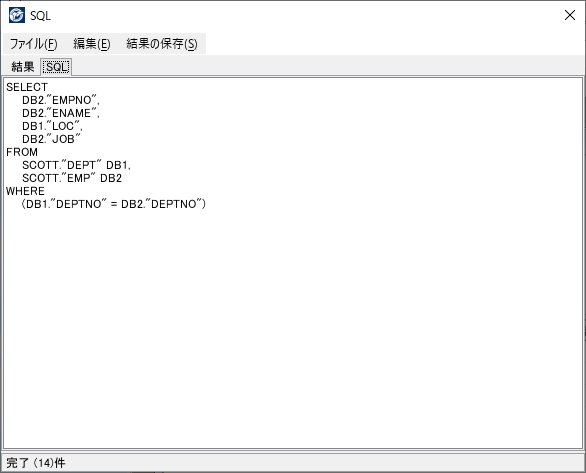 SQL
ファイル(F) 編集(E) 結果の保存(S)
結果 SQL
SELECT
DB2."EMPNO",
DB2."ENAME",
DB1."LOC",
DB2."JOB"
FROM
SCOTT."DEPT" DB1,
SCOTT."EMP" DB2
WHERE
(DB1."DEPTNO" = DB2."DEPTNO")
完了 (14)件